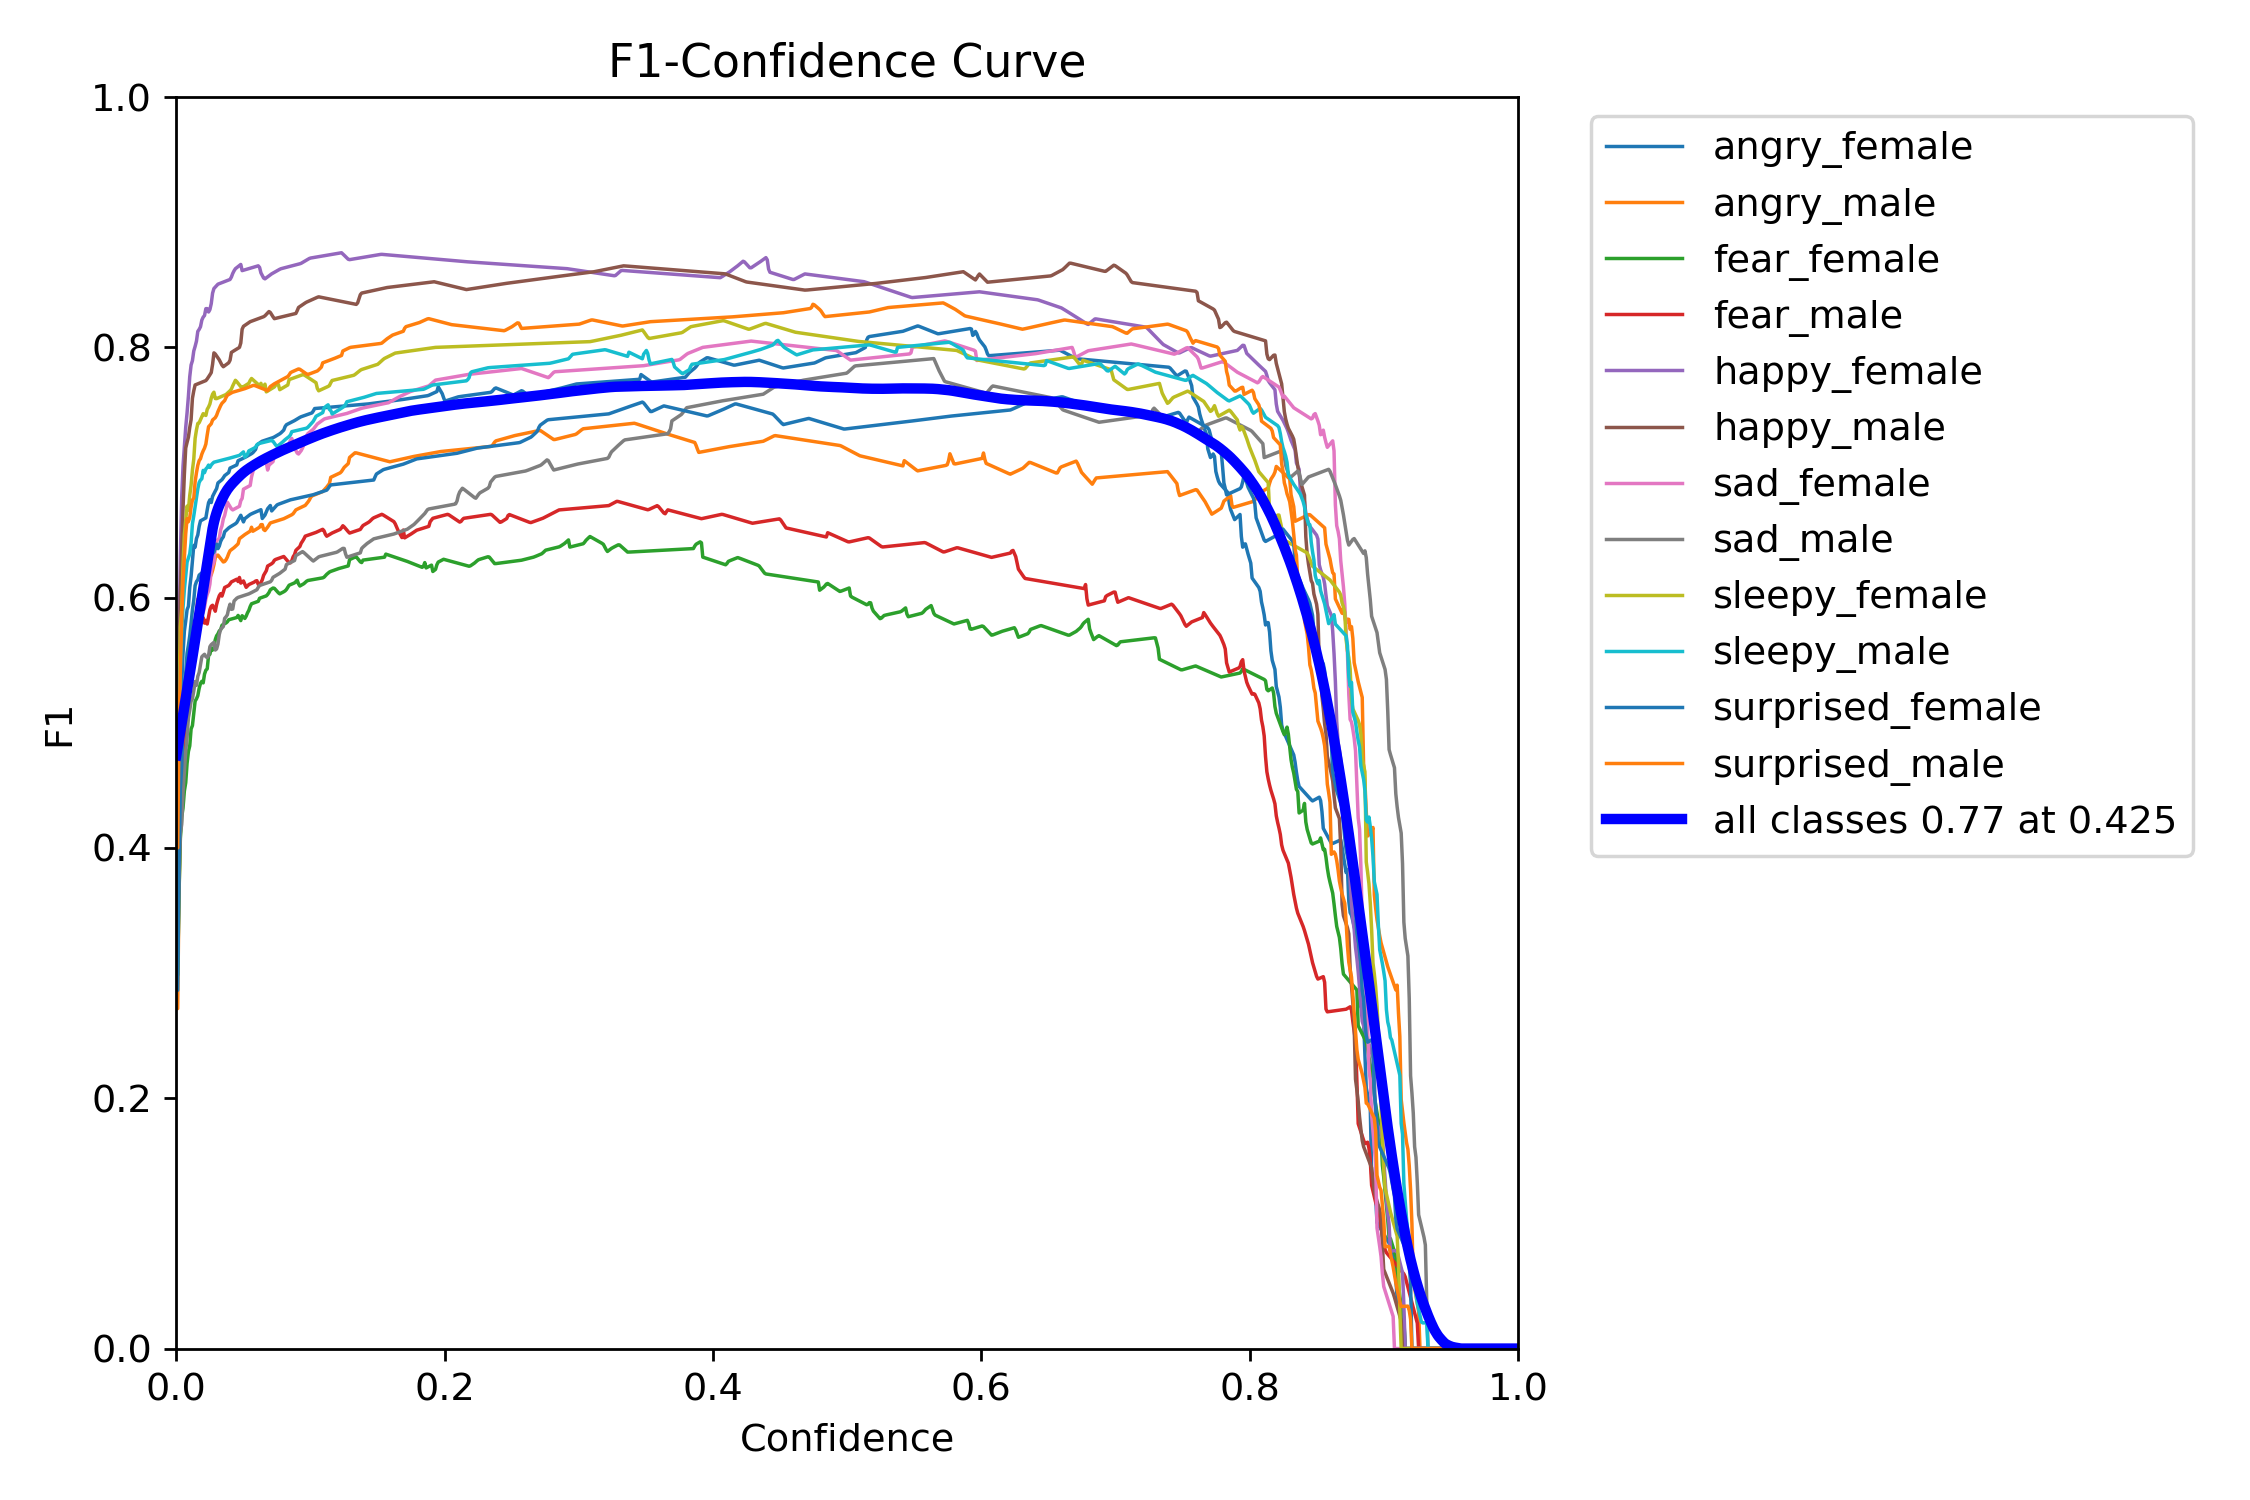 F1-Confidence Curve
1.0
0.8
0.6
0.4
0.2
0.0
F1
0.0 0.2 0.4 0.6 0.8 1.0
Confidence
angry_female
angry_male
fear_female
fear_male
happy_female
happy_male
sad_female
sad_male
sleepy_female
sleepy_male
surprised_female
surprised_male
all classes 0.77 at 0.425